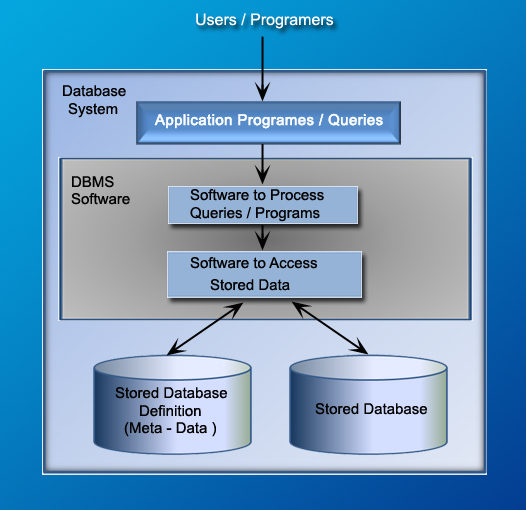 Users / Programers
Database
System
Application Programes / Queries
DBMS
Software
Software to Process
Queries / Programs
Software to Access
Stored Data
Stored Database
Definition
(Meta - Data )
Stored Database